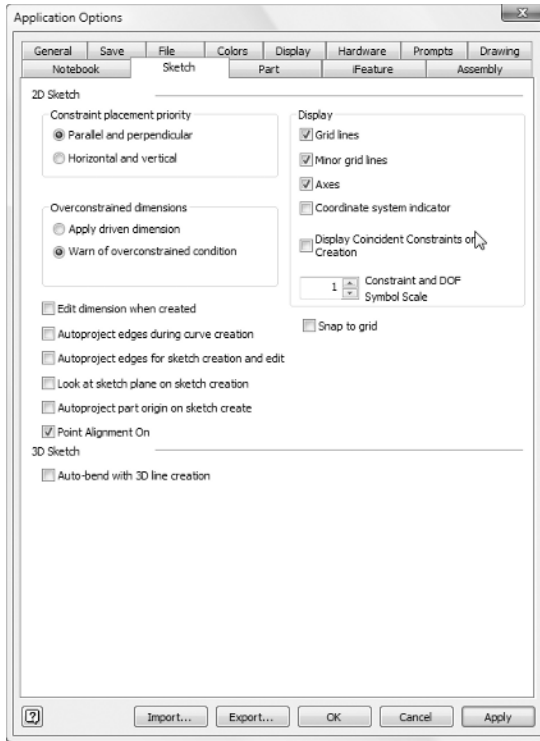 Application Options
General Save File Colors Display Hardware Prompts Drawing
Notebook Sketch Part iFeature Assembly
2D Sketch
Constraint placement priority
Parallel and perpendicular
Horizontal and vertical
Overconstrained dimensions
Apply driven dimension
Warn of overconstrained condition
Edit dimension when created
Autoproject edges during curve creation
Autoproject edges for sketch creation and edit
Look at sketch plane on sketch creation
Autoproject part origin on sketch create
Point Alignment On
Display
Grid lines
Minor grid lines
Axes
Coordinate system indicator
Display Coincident Constraints on
Creation
1 Constraint and DOF
Symbol Scale
Snap to grid
3D Sketch
Auto-bend with 3D line creation
? Import... Export... OK Cancel Apply